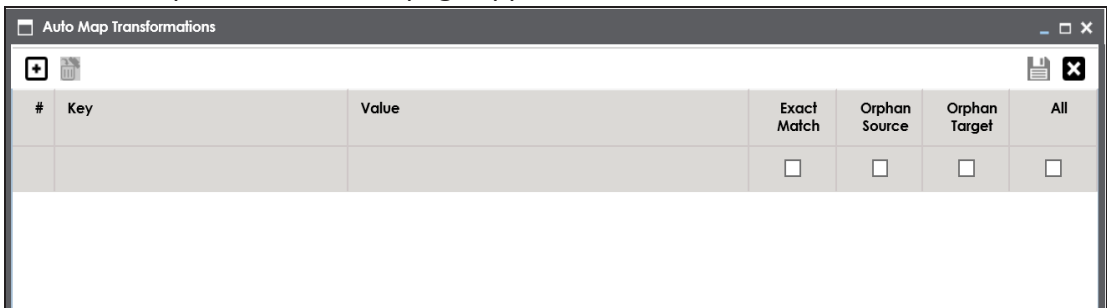 Auto Map Transformations
# Key Value Exact Match Orphan Source Orphan Target All